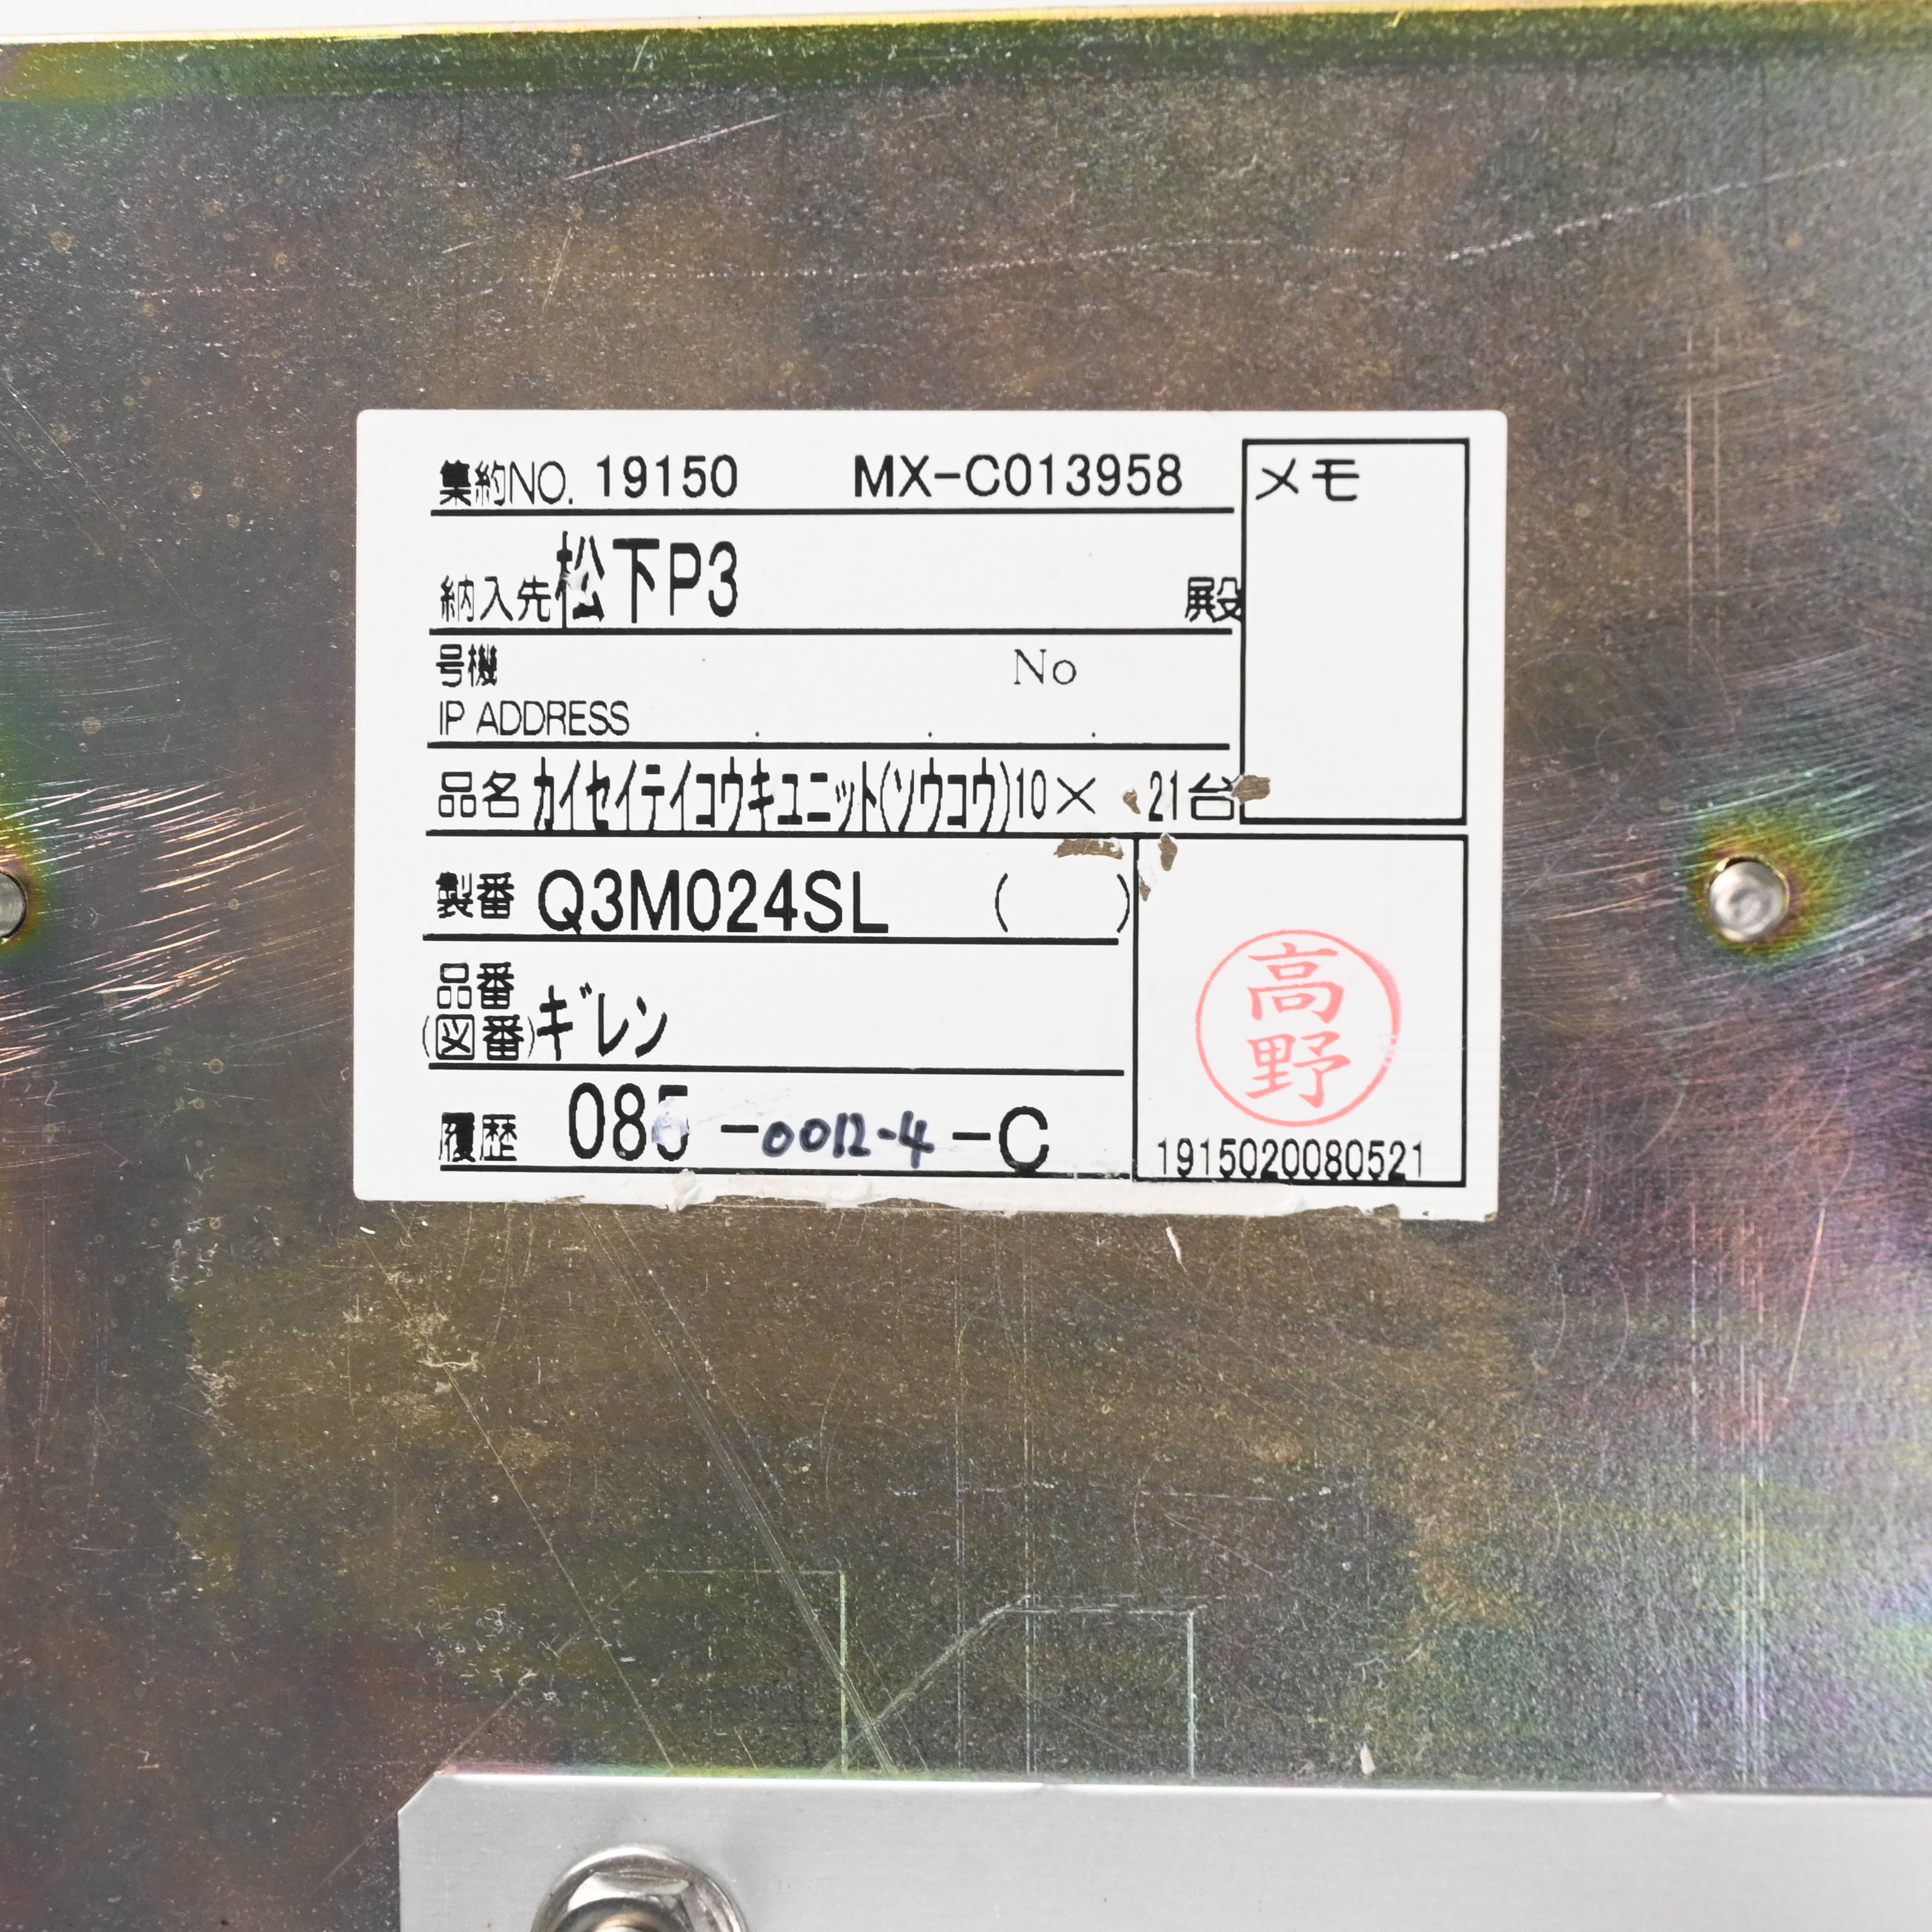 集約NO. 19150 MX-C013958
メモ
納入先 松下P3 殿
号機 No
IP ADDRESS . . .
品名 カイセイテイコウキユニット(ソウコウ)10× 21台
製番 Q3M024SL ( )
品番
(図番) ギレン
履歴 085 -0012-4 -C
高野
1915020080521